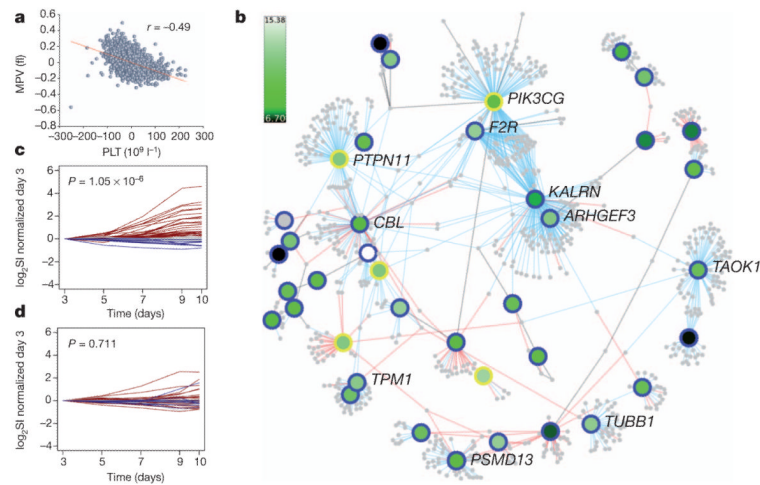 a
r = –0.49
0.6
0.4
0.2
0
–0.2
–0.4
–0.6
–0.8
MPV (fl)
–300
–200
–100
0
100
200
300
PLT (10⁹ l⁻¹)
b
15.38
6.70
PIK3CG
F2R
PTPN11
KALRN
ARHGEF3
CBL
TAOK1
TPM1
TUBB1
PSMD13
c
P = 1.05 × 10⁻⁶
6
4
2
0
–2
log₂SI normalized day 3
3 5 7 9 10
Time (days)
d
P = 0.711
6
4
2
0
–2
–4
log₂SI normalized day 3
3 5 7 9 10
Time (days)